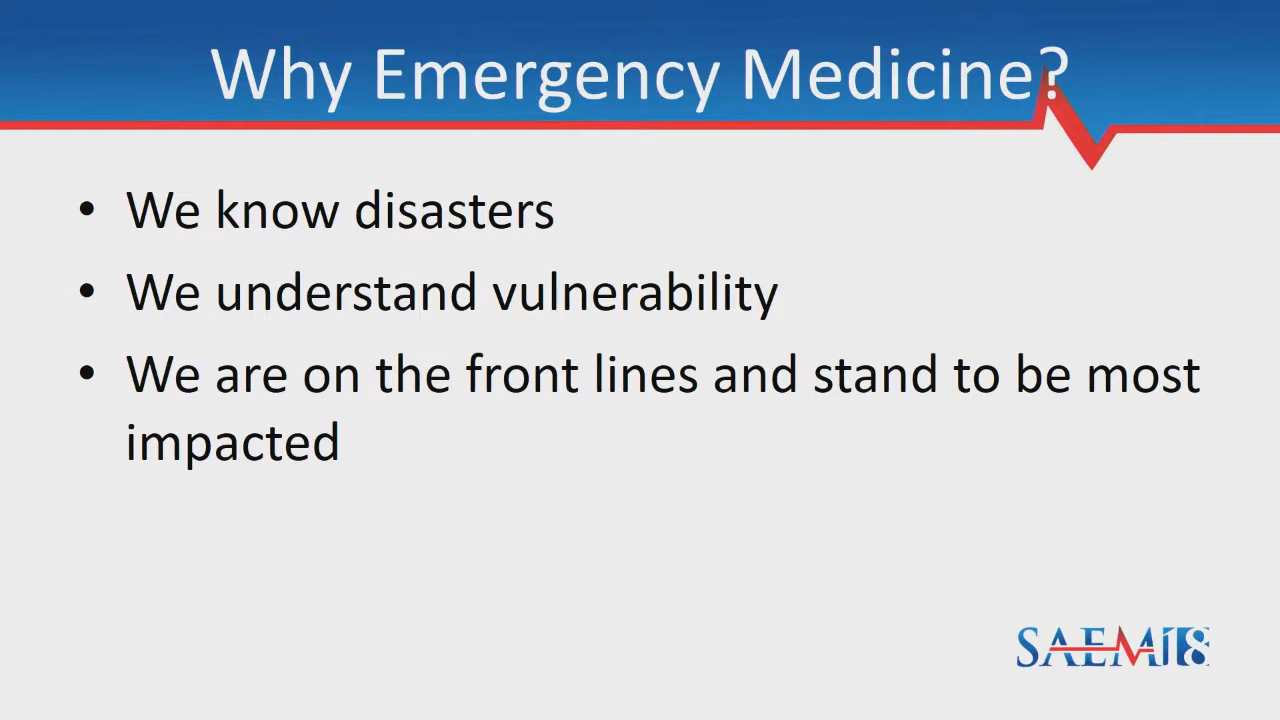 Why Emergency Medicine?
• We know disasters
• We understand vulnerability
• We are on the front lines and stand to be most
impacted
SAEM18